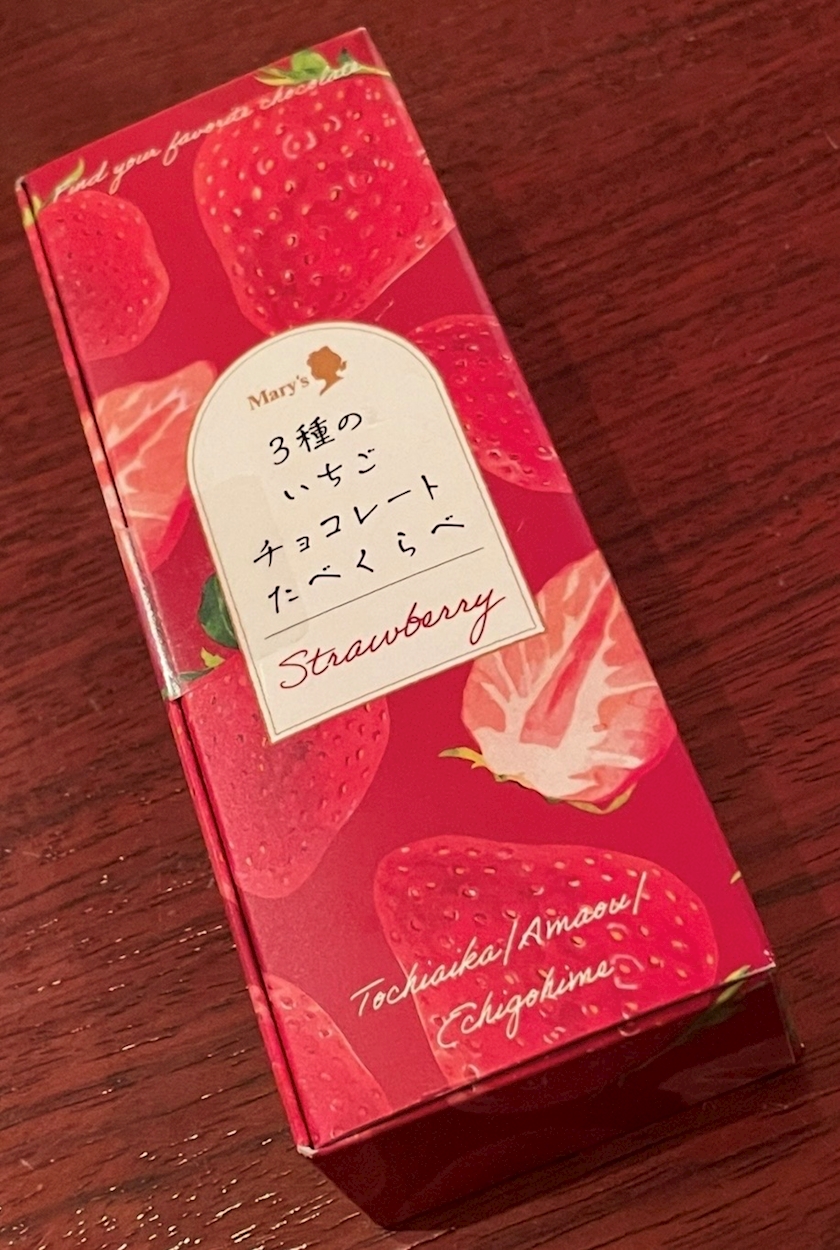 Find your favorite chocolate
Mary's
3種の
いちご
チョコレート
たべくらべ
Strawberry
Tochiaika/Amaou/
Echigohime